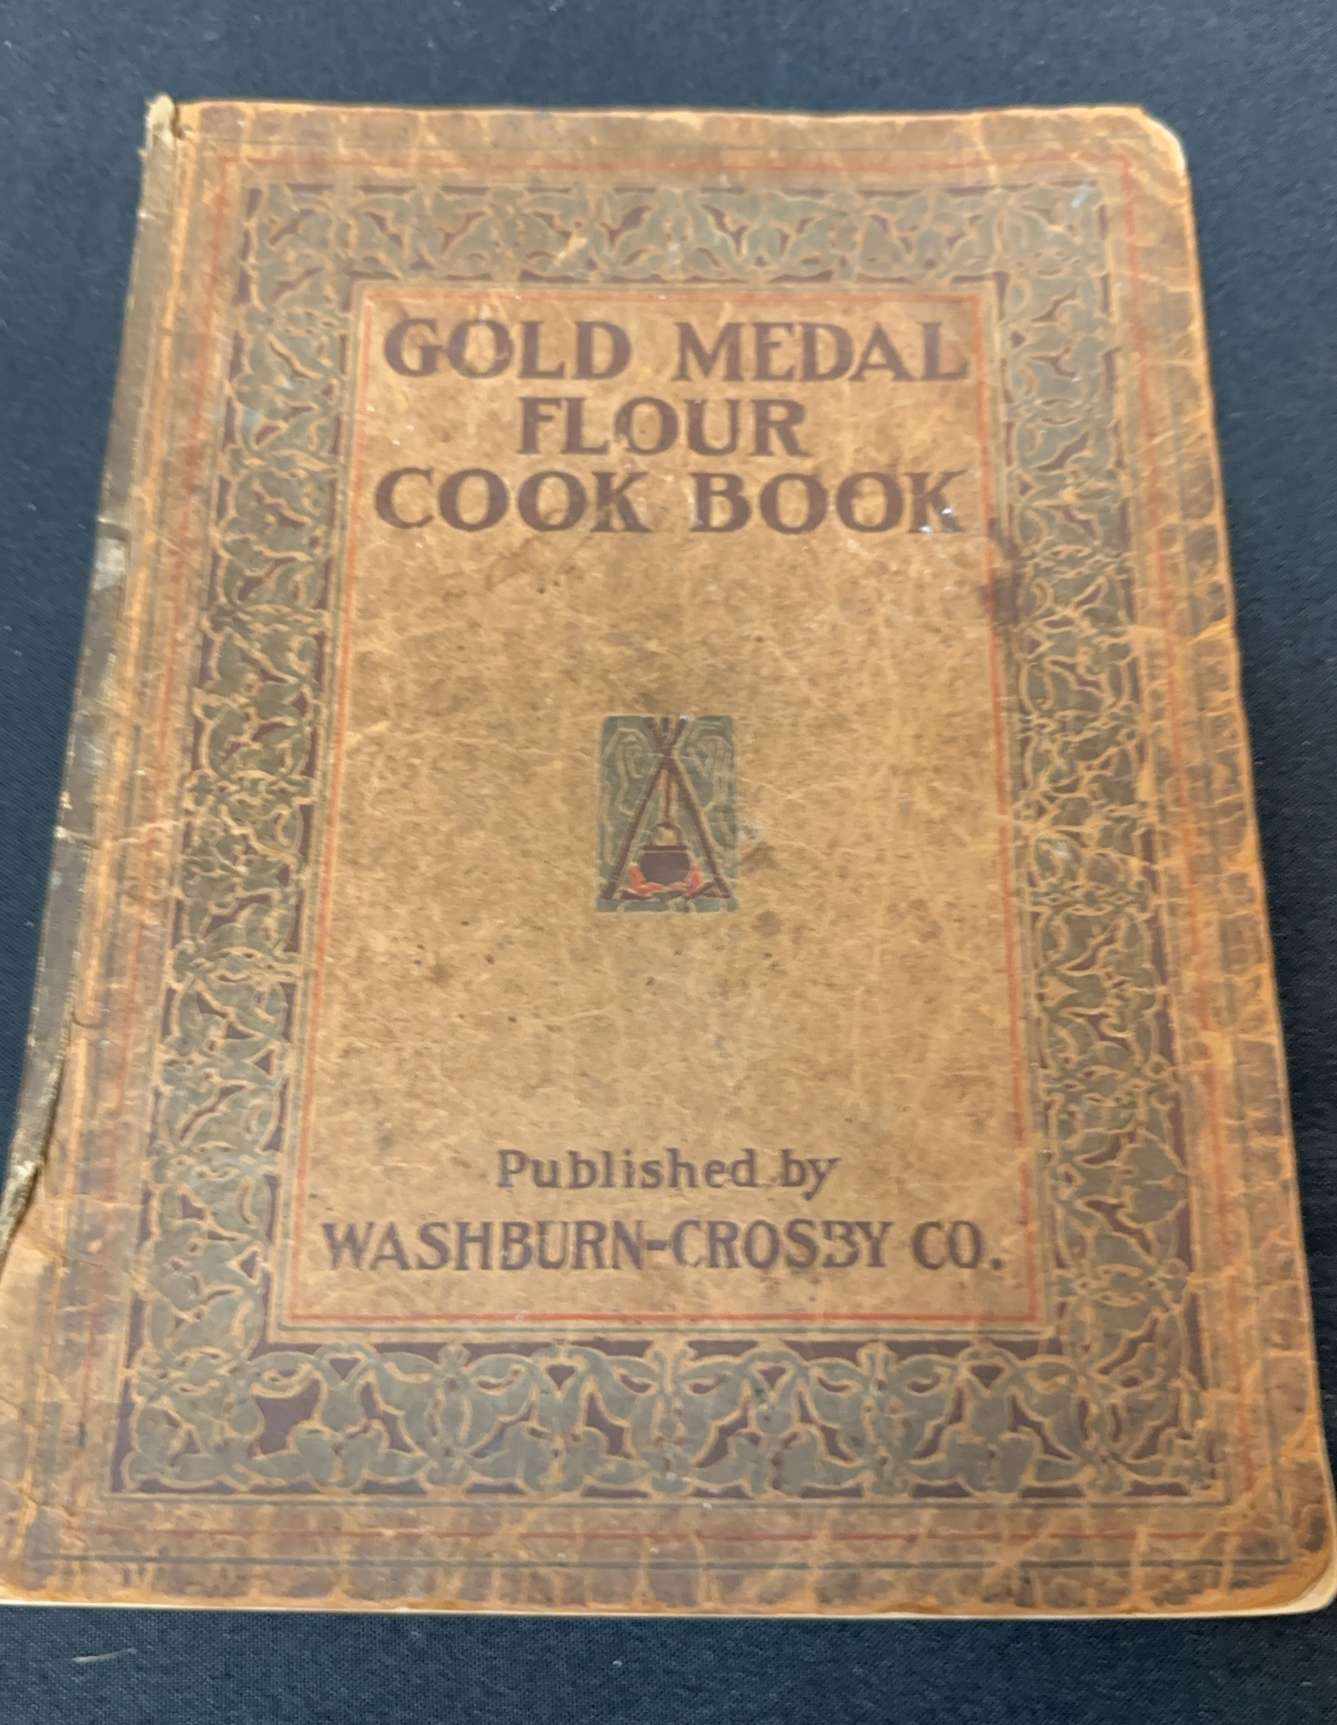 GOLD MEDAL
FLOUR
COOK BOOK
Published by
WASHBURN-CROSBY CO.